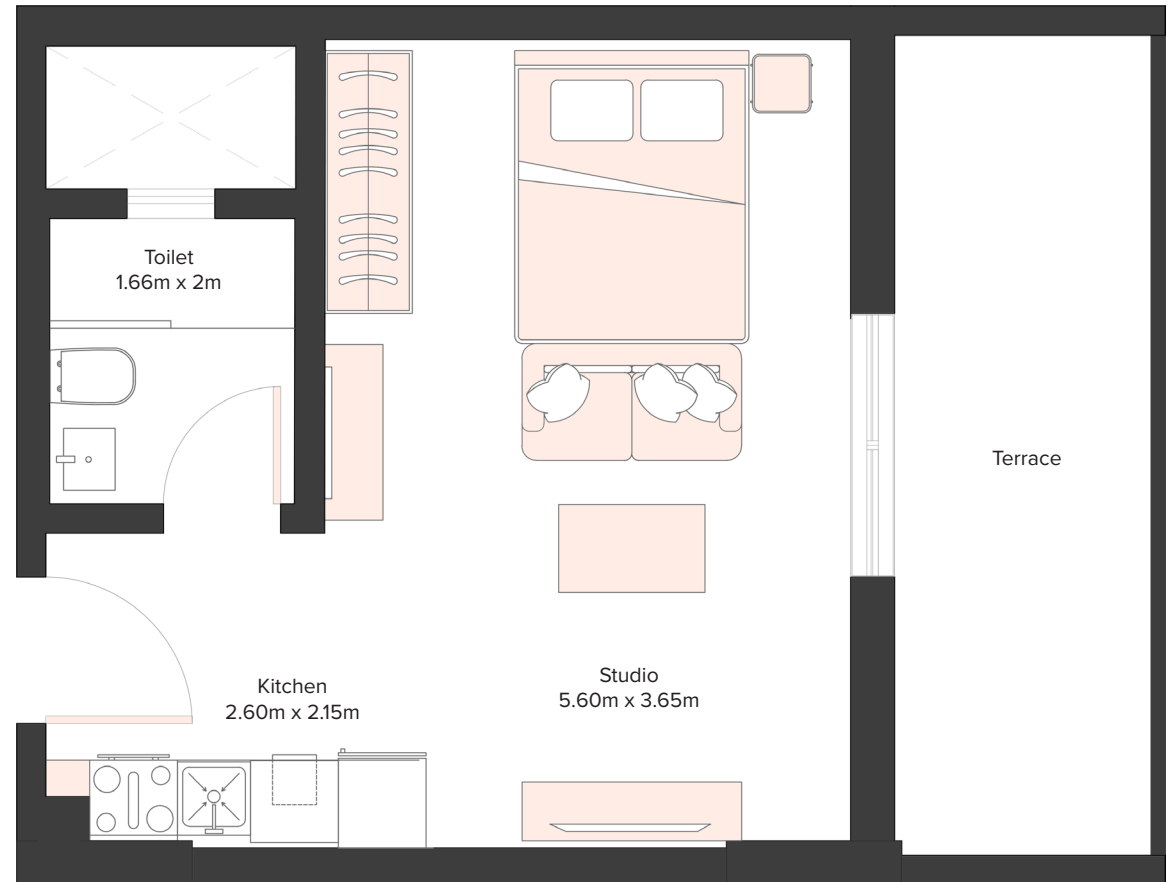 Toilet
1.66m x 2m
Terrace
Kitchen
2.60m x 2.15m
Studio
5.60m x 3.65m